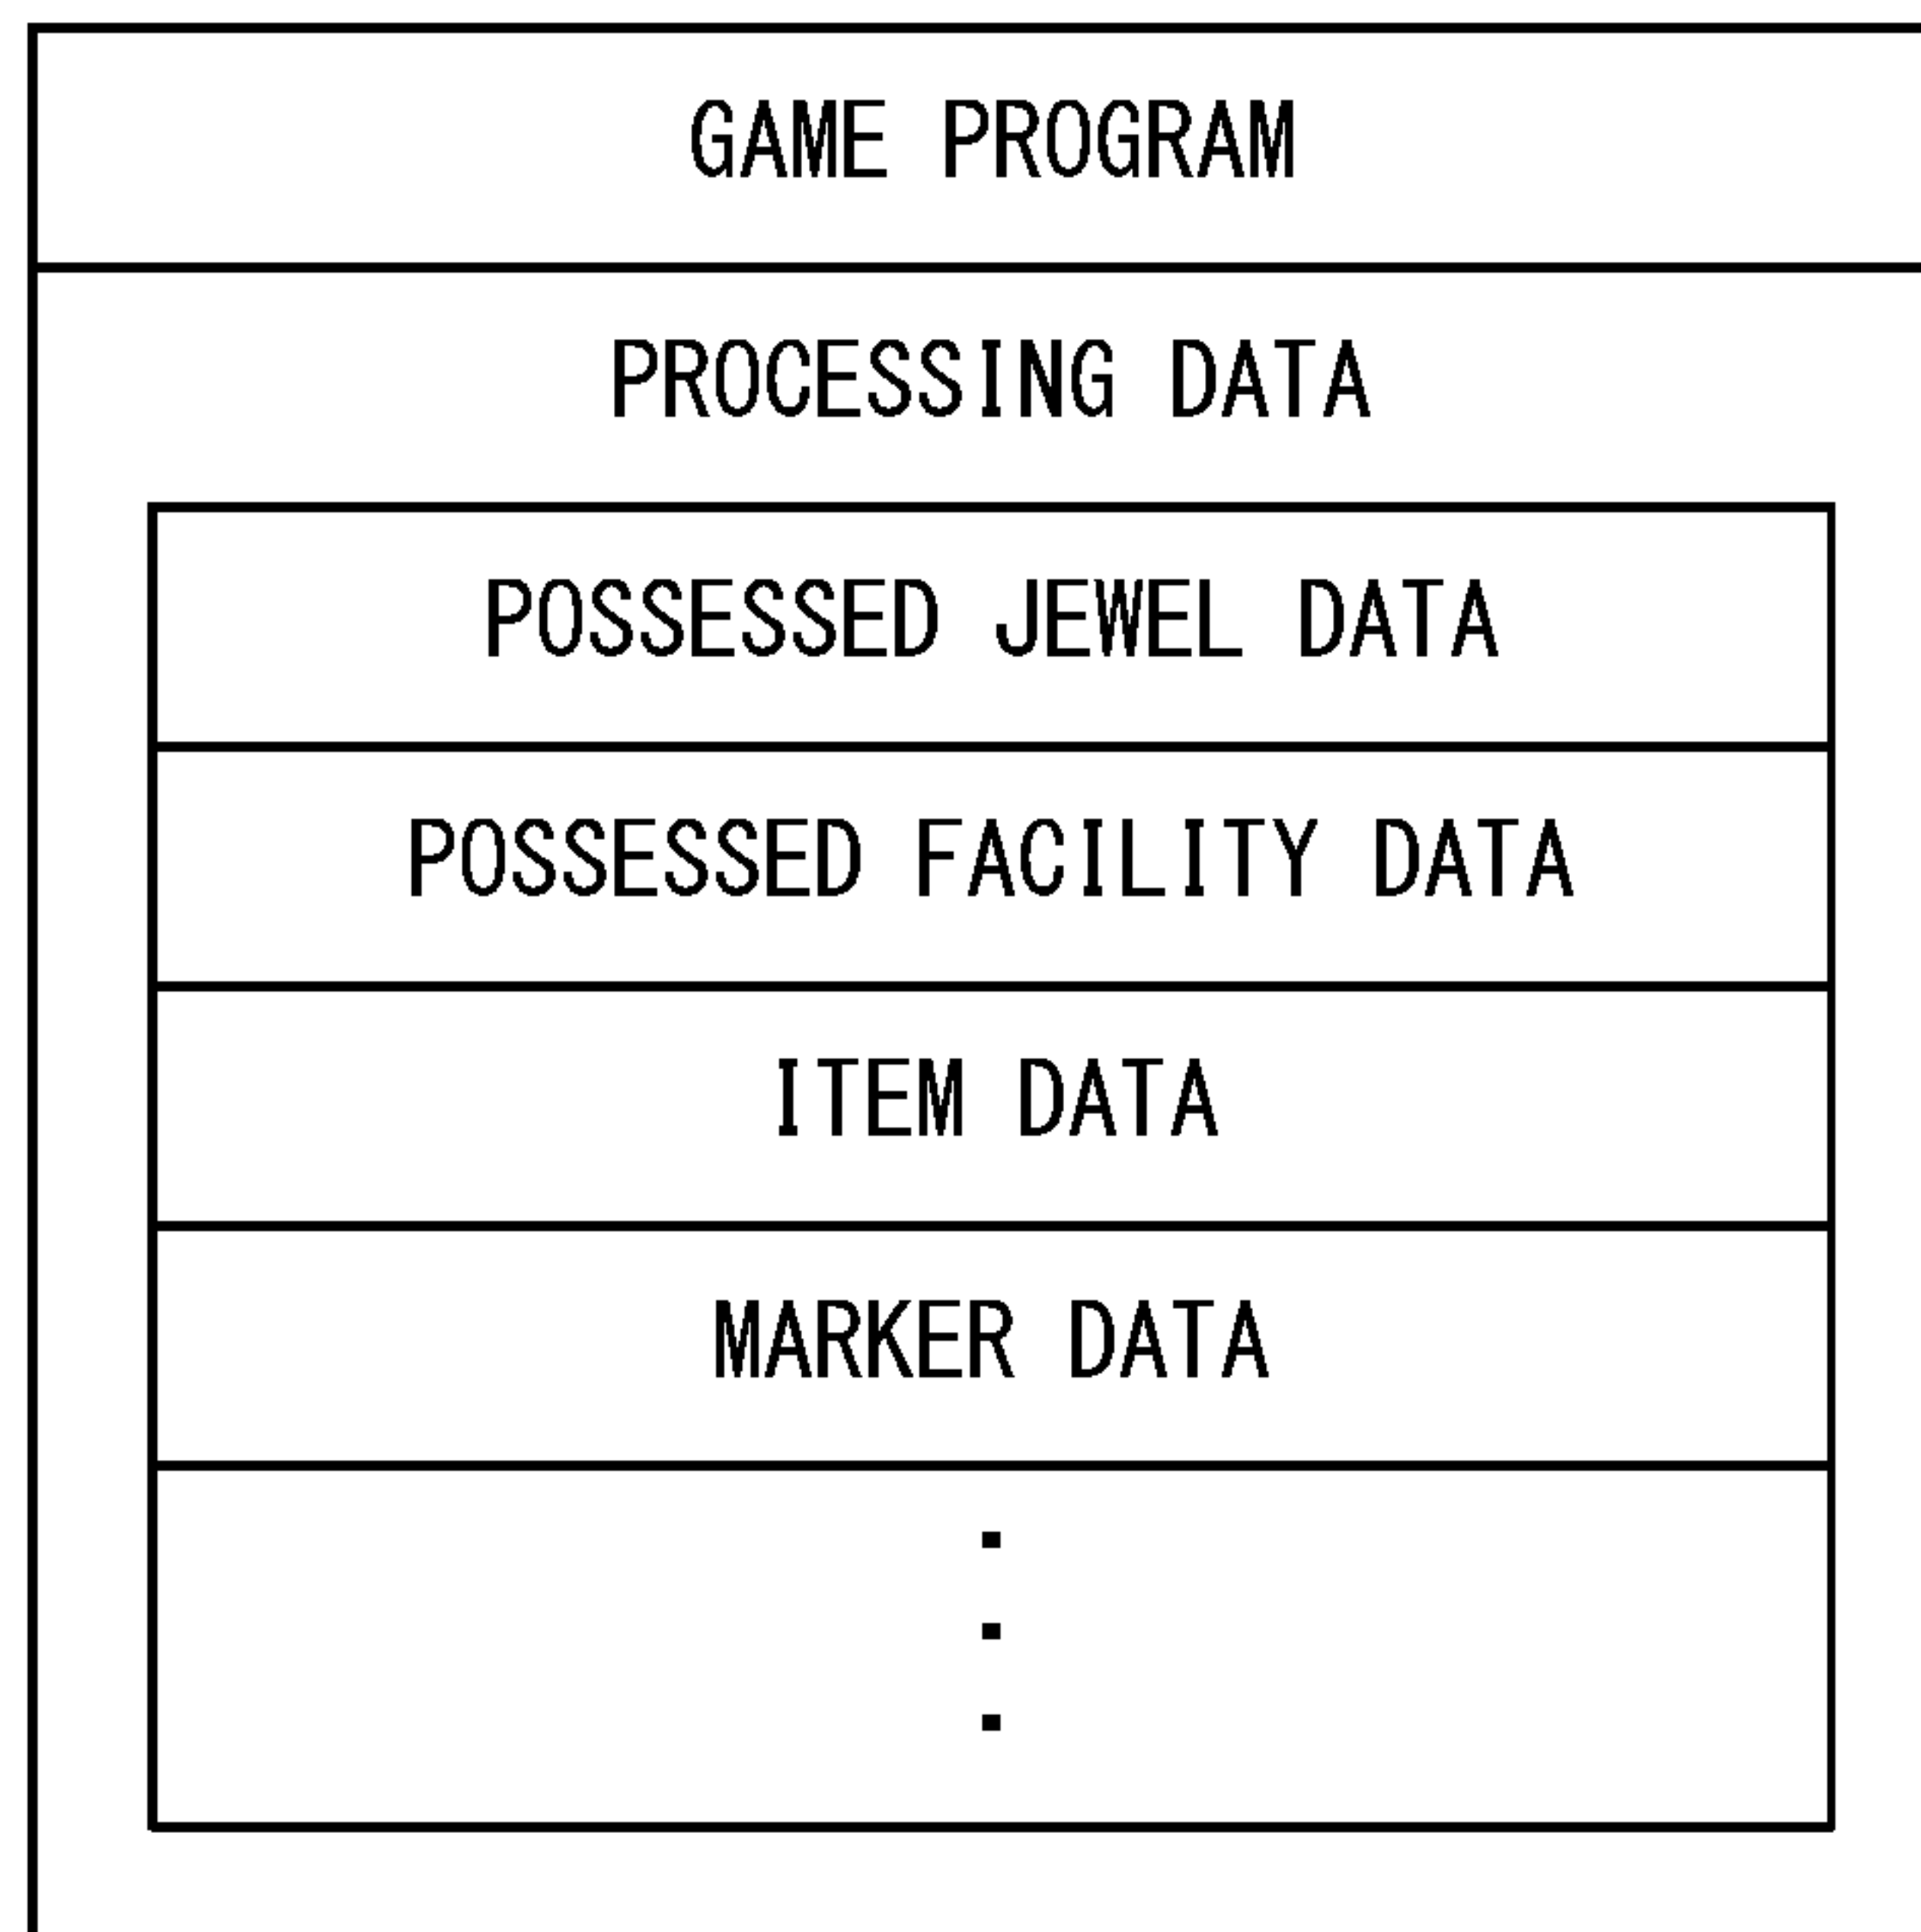 GAME PROGRAM
PROCESSING DATA
POSSESSED JEWEL DATA
POSSESSED FACILITY DATA
ITEM DATA
MARKER DATA